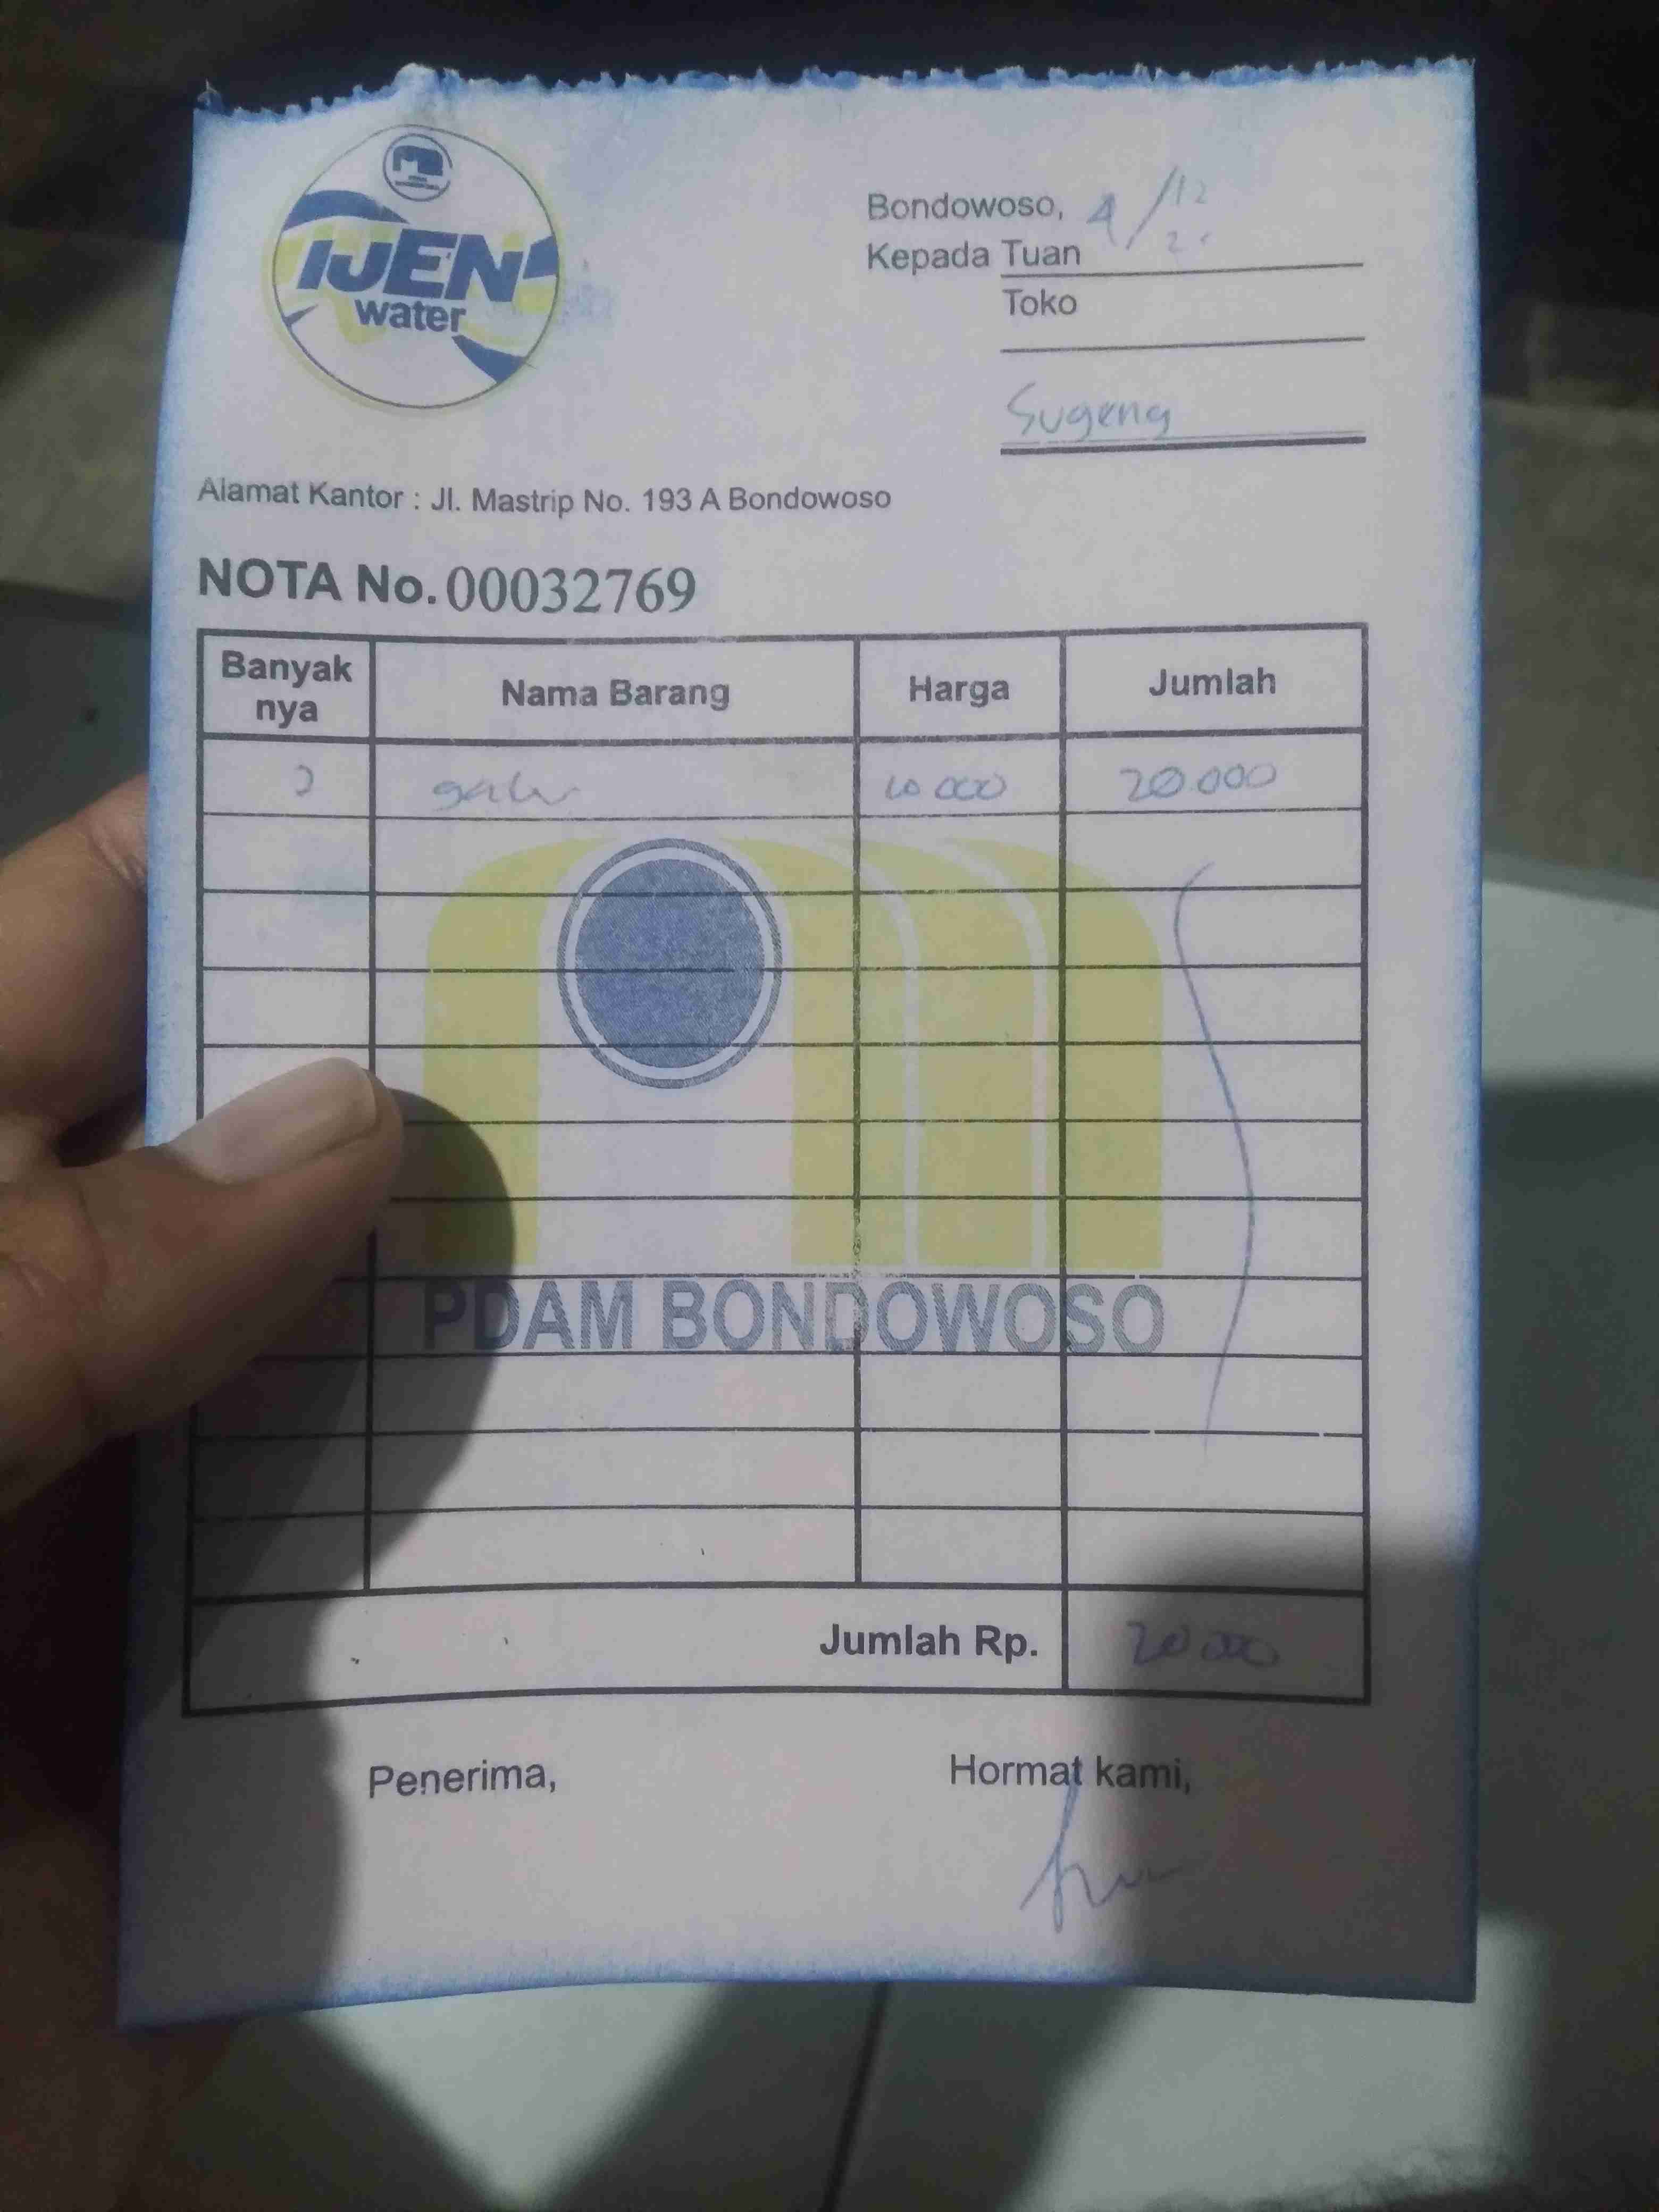 IJEN
water
Bondowoso, 4/12
Kepada Tuan
Toko
Sugeng
Alamat Kantor : Jl. Mastrip No. 193 A Bondowoso
NOTA No. 00032769
Banyak nya Nama Barang Harga Jumlah
2 10.000 20.000
PDAM BONDOWOSO
Jumlah Rp. 20.000
Penerima, Hormat kami,